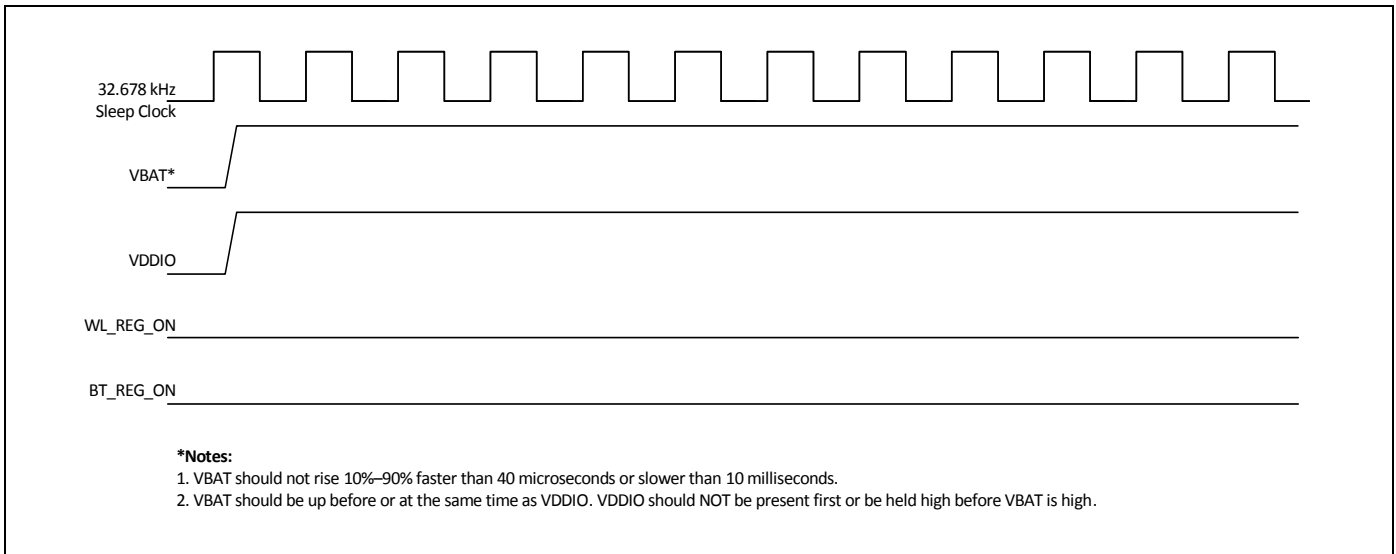 32.678 kHz
Sleep Clock
VBAT*
VDDIO
WL_REG_ON
BT_REG_ON
*Notes:
1. VBAT should not rise 10%–90% faster than 40 microseconds or slower than 10 milliseconds.
2. VBAT should be up before or at the same time as VDDIO. VDDIO should NOT be present first or be held high before VBAT is high.